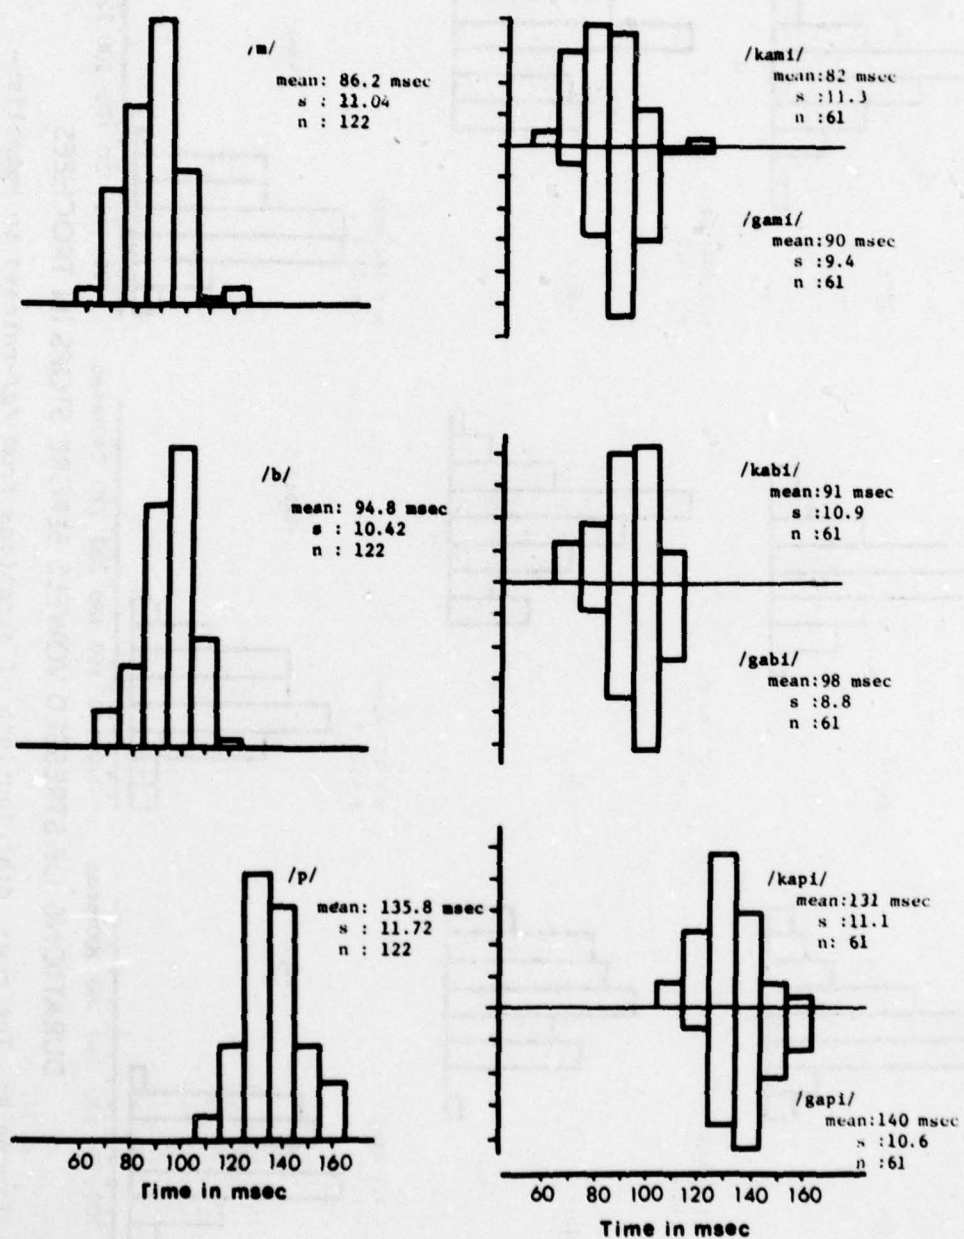 /m/
mean: 86.2 msec
s : 11.04
n : 122
/kami/
mean:82 msec
s :11.3
n :61
/gami/
mean:90 msec
s :9.4
n :61
/b/
mean: 94.8 msec
s : 10.42
n : 122
/kabi/
mean:91 msec
s :10.9
n :61
/gabi/
mean:98 msec
s :8.8
n :61
/p/
mean: 135.8 msec
s : 11.72
n : 122
/kapi/
mean:131 msec
s :11.1
n: 61
/gapi/
mean:140 msec
s :10.6
n :61
60 80 100 120 140 160
Time in msec
60 80 100 120 140 160
Time in msec